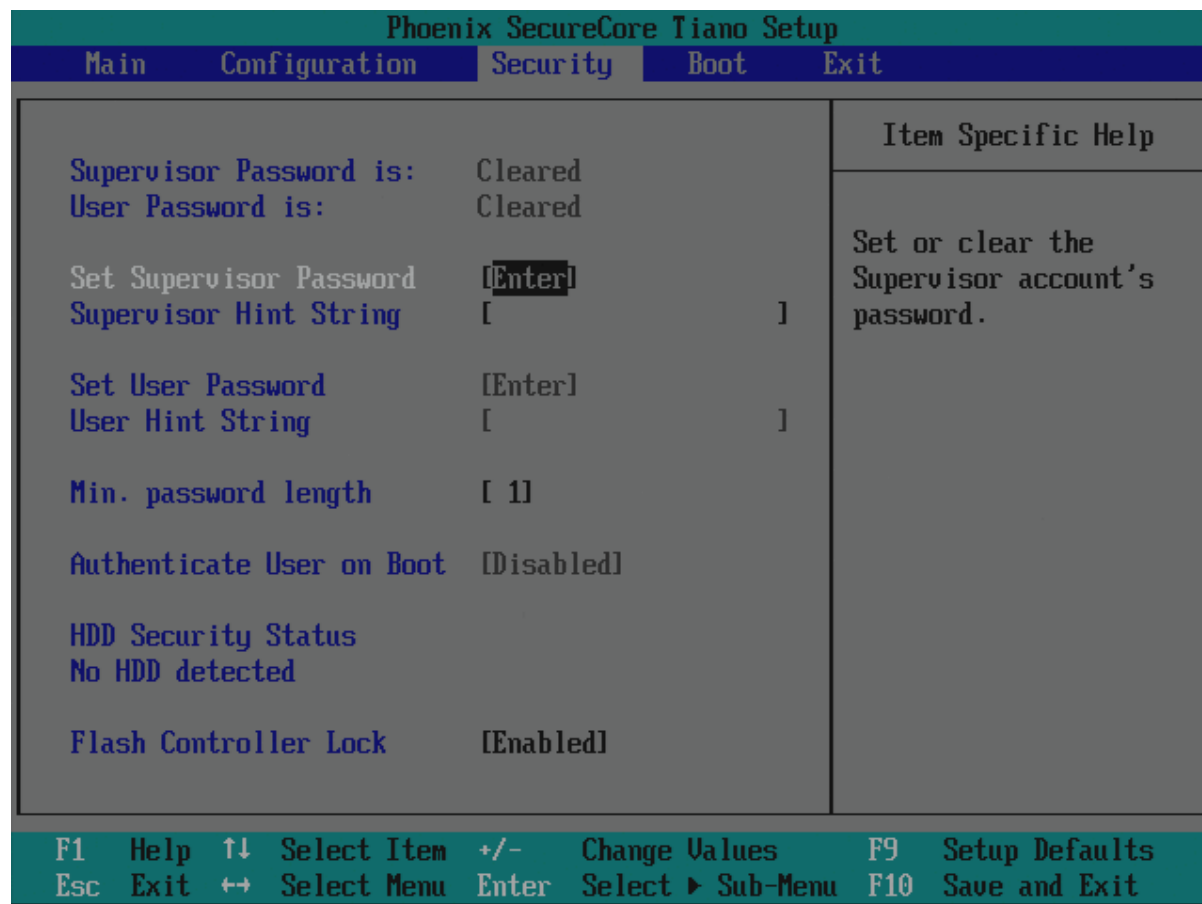 Phoenix SecureCore Tiano Setup
Main Configuration Security Boot Exit
Item Specific Help
Supervisor Password is: Cleared
User Password is: Cleared
Set Supervisor Password [Enter]
Supervisor Hint String [ ]
Set User Password [Enter]
User Hint String [ ]
Min. password length [ 1]
Authenticate User on Boot [Disabled]
HDD Security Status
No HDD detected
Flash Controller Lock [Enabled]
Set or clear the
Supervisor account's
password.
F1 Help ↑↓ Select Item +/- Change Values F9 Setup Defaults
Esc Exit ↔ Select Menu Enter Select ▶ Sub-Menu F10 Save and Exit